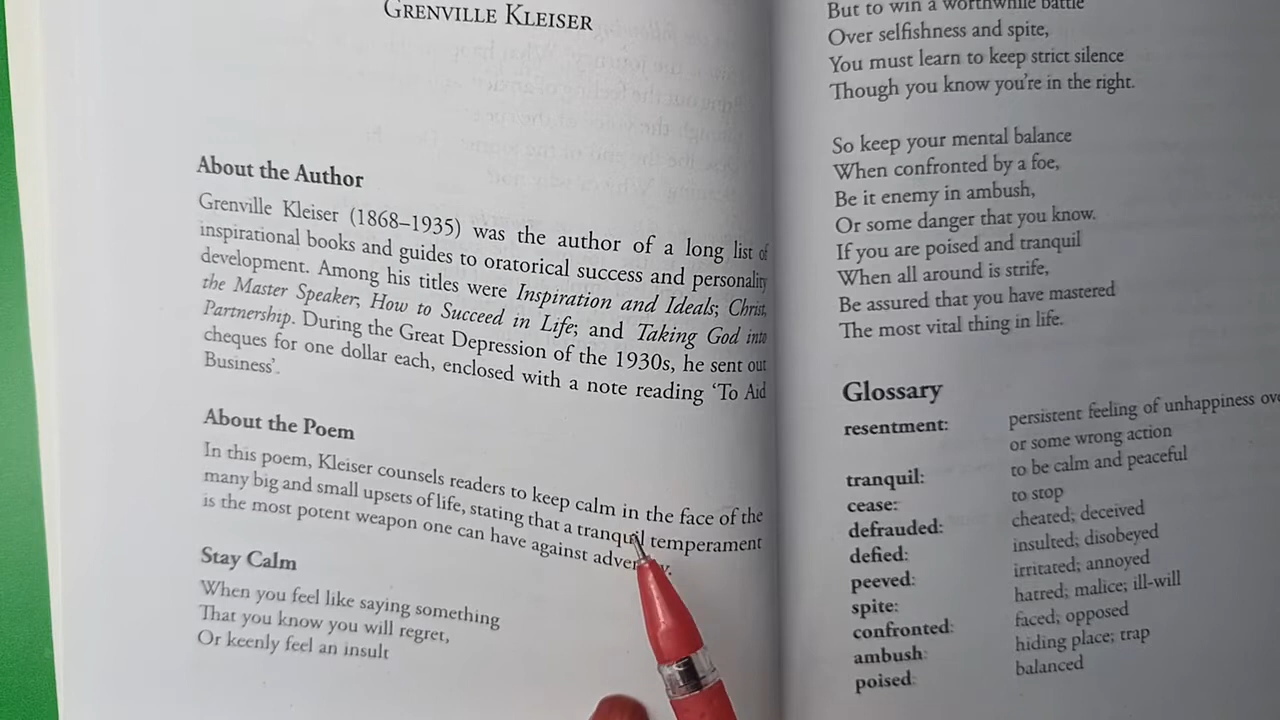 GRENVILLE KLEISER
About the Author
Grenville Kleiser (1868–1935) was the author of a long list of
inspirational books and guides to oratorical success and personality
development. Among his titles were Inspiration and Ideals; Christ,
the Master Speaker; How to Succeed in Life; and Taking God into
Partnership. During the Great Depression of the 1930s, he sent out
cheques for one dollar each, enclosed with a note reading ‘To Aid
Business’.
About the Poem
In this poem, Kleiser counsels readers to keep calm in the face of the
many big and small upsets of life, stating that a tranquil temperament
is the most potent weapon one can have against
Stay Calm
When you feel like saying something
That you know you will regret,
Or keenly feel an insult
But to win a worthwhile battle
Over selfishness and spite,
You must learn to keep strict silence
Though you know you’re in the right.
So keep your mental balance
When confronted by a foe,
Be it enemy in ambush,
Or some danger that you know.
If you are poised and tranquil
When all around is strife,
Be assured that you have mastered
The most vital thing in life.
Glossary
resentment: persistent feeling of unhappiness
or some wrong action
tranquil: to be calm and peaceful
cease: to stop
defrauded: cheated; deceived
defied: insulted; disobeyed
peeved: irritated; annoyed
spite: hatred; malice; ill-will
confronted: faced; opposed
ambush: hiding place; trap
poised: balanced